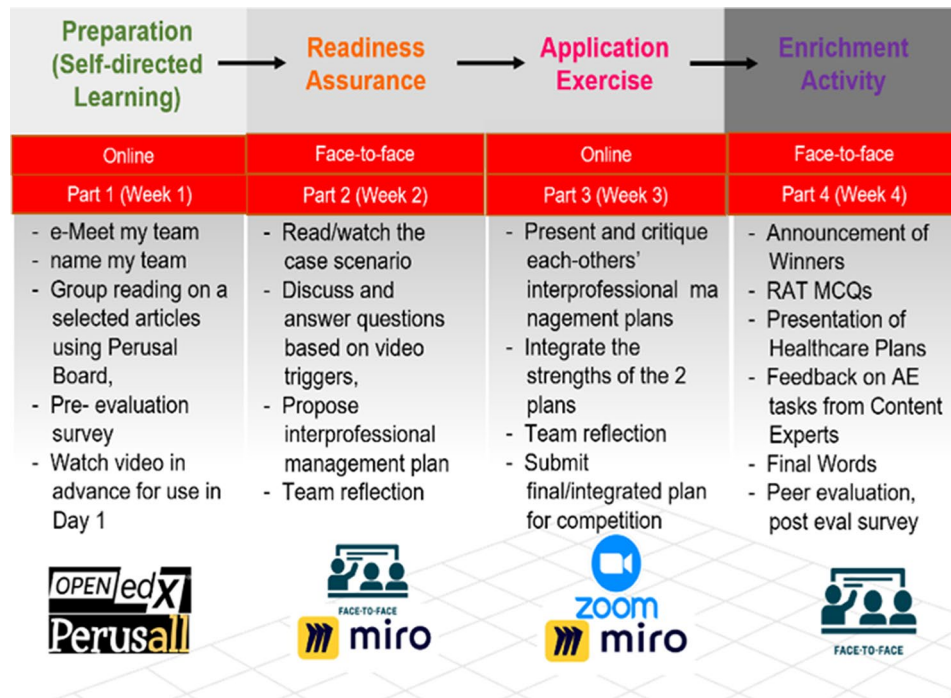 Preparation
(Self-directed
Learning)
Readiness
Assurance
Application
Exercise
Enrichment
Activity
Online
Face-to-face
Online
Face-to-face
Part 1 (Week 1)
Part 2 (Week 2)
Part 3 (Week 3)
Part 4 (Week 4)
- e-Meet my team
- name my team
- Group reading on a
selected articles
using Perusal
Board,
- Pre- evaluation
survey
- Watch video in
advance for use in
Day 1
- Read/watch the
case scenario
- Discuss and
answer questions
based on video
triggers,
- Propose
interprofessional
management plan
- Team reflection
- Present and critique
each-others'
interprofessional ma
nagement plans
- Integrate the
strengths of the 2
plans
- Team reflection
- Submit
final/integrated plan
for competition
- Announcement of
Winners
- RAT MCQs
- Presentation of
Healthcare Plans
- Feedback on AE
tasks from Content
Experts
- Final Words
- Peer evaluation,
post eval survey
OPEN edX
Perusall
FACE-TO-FACE
miro
zoom
miro
FACE-TO-FACE